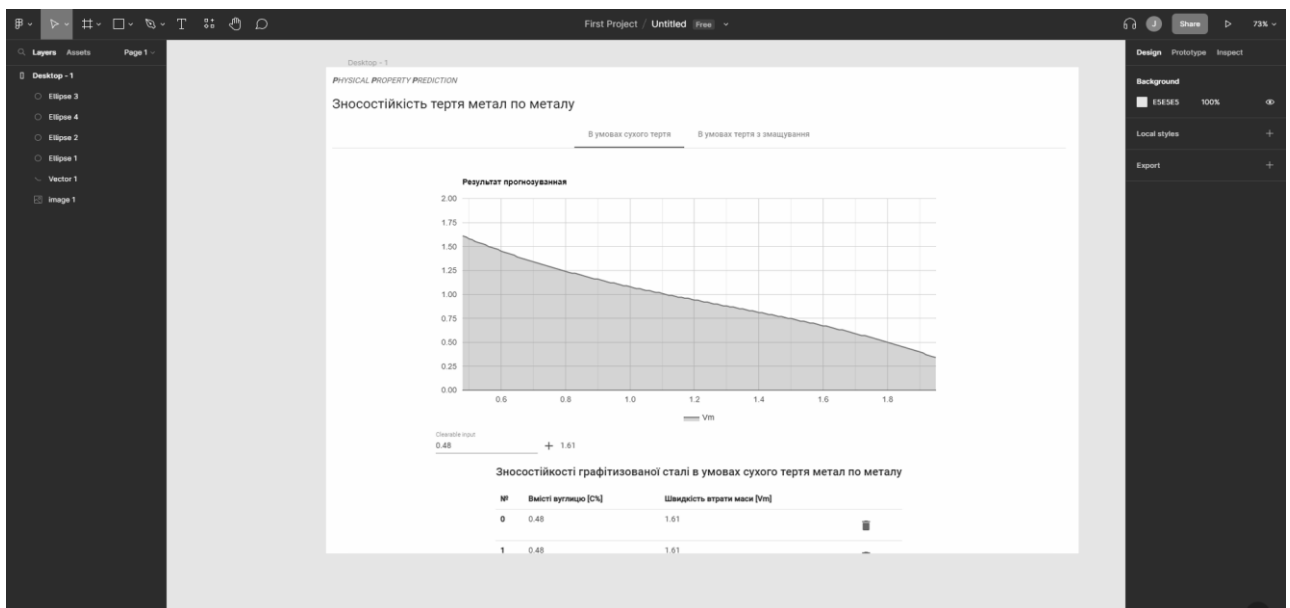 First Project / Untitled Free
J Share 73%
Layers Assets Page 1
Design Prototype Inspect
Desktop - 1
Ellipse 3
Ellipse 4
Ellipse 2
Ellipse 1
Vector 1
image 1
Background
E5E5E5 100%
Local styles
Export
Desktop - 1
PHYSICAL PROPERTY PREDICTION
Зносостійкість тертя метал по металу
В умовах сухого тертя В умовах тертя з змащування
Результат прогнозуванная
2.00
1.75
1.50
1.25
1.00
0.75
0.50
0.25
0.00
0.6 0.8 1.0 1.2 1.4 1.6 1.8
Vm
Clearable input
0.48 + 1.61
Зносостійкості графітизованої сталі в умовах сухого тертя метал по металу
№ Вмісті вуглицю [C%] Швидкість втрати маси [Vm]
0 0.48 1.61
1 0.48 1.61